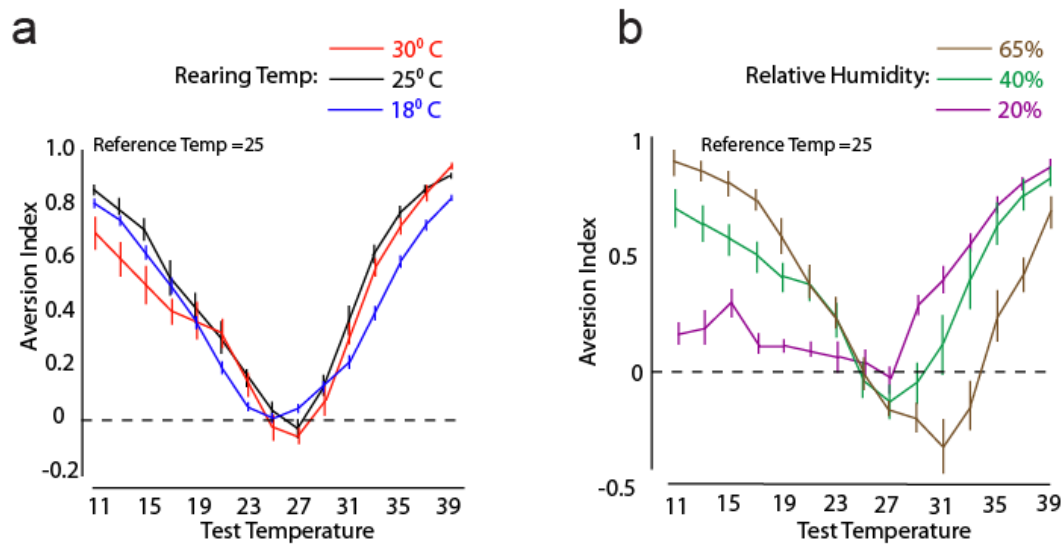 a
30⁰ C
Rearing Temp: 25⁰ C
18⁰ C
Reference Temp =25
1.0
0.8
0.6
0.4
0.2
0
-0.2
Aversion Index
11 15 19 23 27 31 35 39
Test Temperature
b
65%
Relative Humidity: 40%
20%
Reference Temp =25
1
0.5
0
-0.5
Aversion Index
11 15 19 23 27 31 35 39
Test Temperature